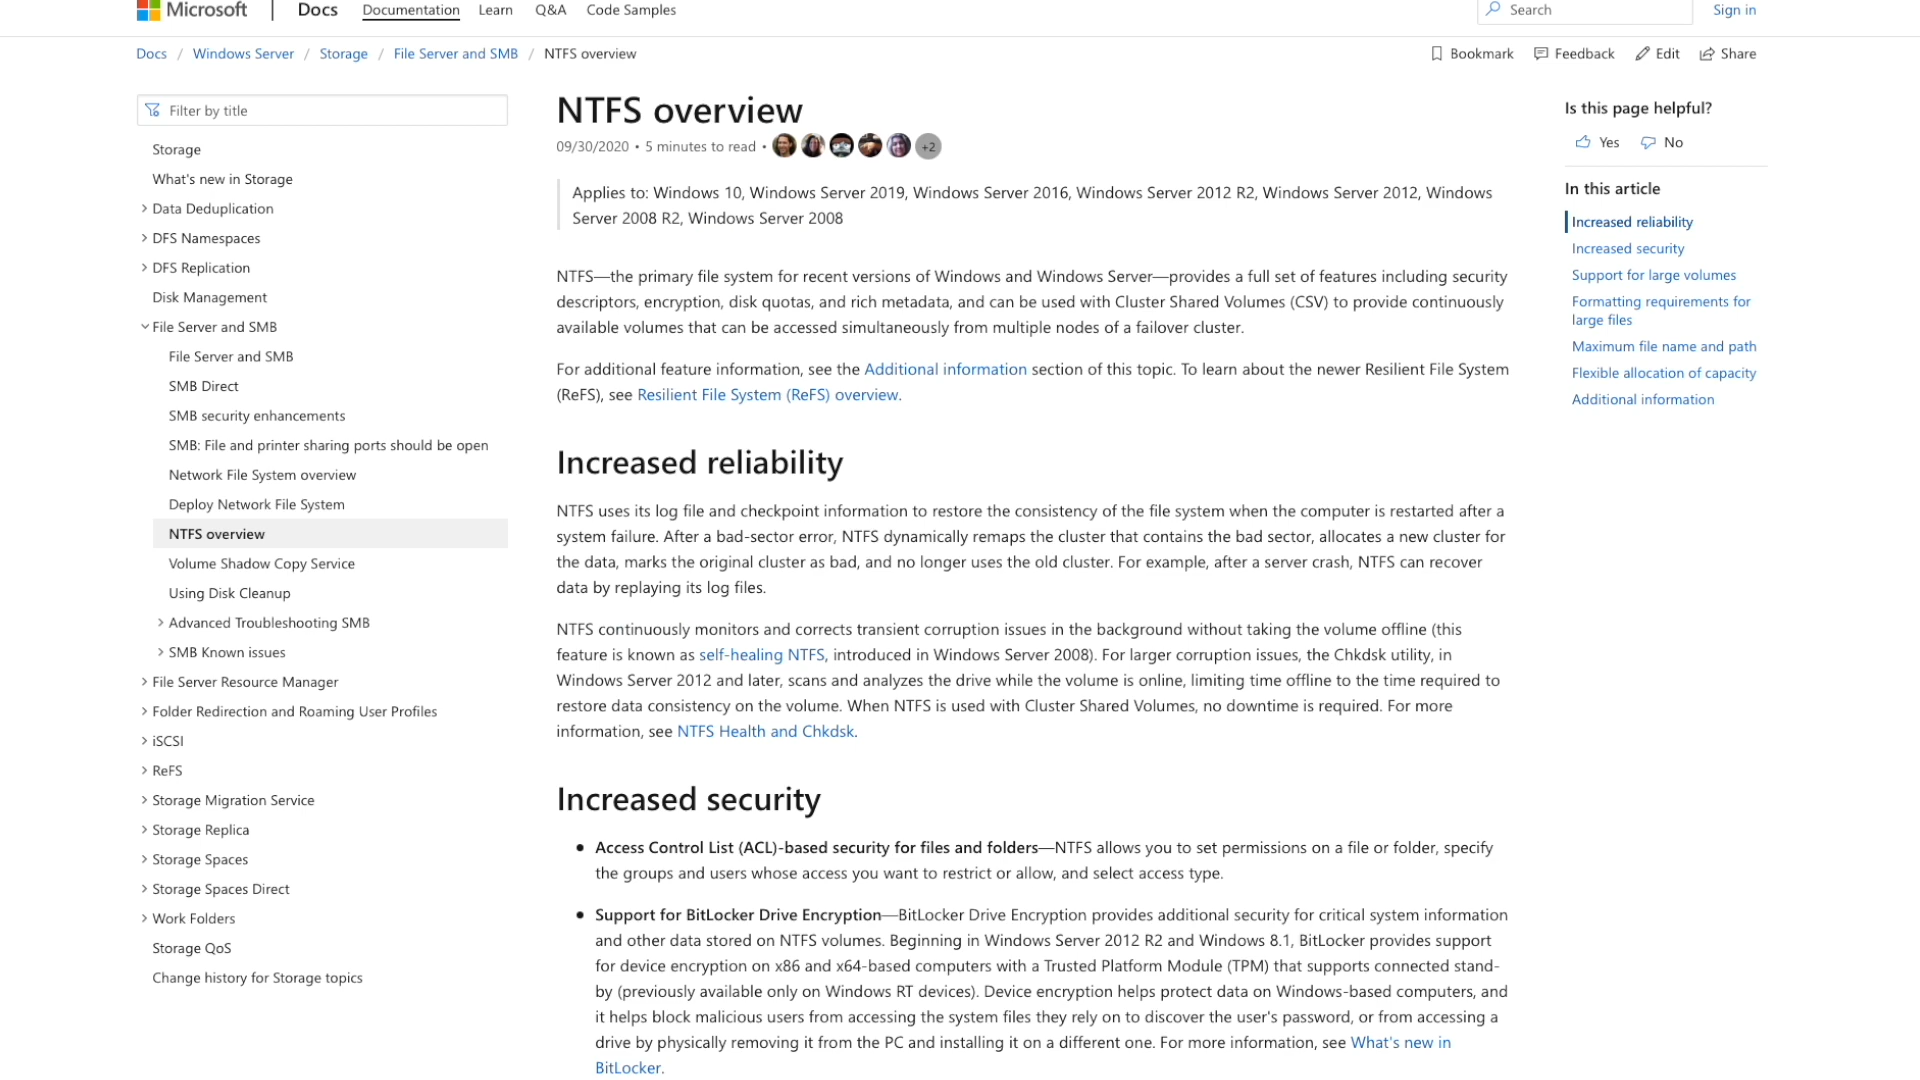 Microsoft
Docs
Documentation
Learn
Q&A
Code Samples
Search
Sign in
Docs / Windows Server / Storage / File Server and SMB / NTFS overview
Bookmark
Feedback
Edit
Share
Filter by title
Storage
What's new in Storage
Data Deduplication
DFS Namespaces
DFS Replication
Disk Management
File Server and SMB
File Server and SMB
SMB Direct
SMB security enhancements
SMB: File and printer sharing ports should be open
Network File System overview
Deploy Network File System
NTFS overview
Volume Shadow Copy Service
Using Disk Cleanup
Advanced Troubleshooting SMB
SMB Known issues
File Server Resource Manager
Folder Redirection and Roaming User Profiles
iSCSI
ReFS
Storage Migration Service
Storage Replica
Storage Spaces
Storage Spaces Direct
Work Folders
Storage QoS
Change history for Storage topics
NTFS overview
09/30/2020 • 5 minutes to read • +2
Applies to: Windows 10, Windows Server 2019, Windows Server 2016, Windows Server 2012 R2, Windows Server 2012, Windows
Server 2008 R2, Windows Server 2008
NTFS—the primary file system for recent versions of Windows and Windows Server—provides a full set of features including security
descriptors, encryption, disk quotas, and rich metadata, and can be used with Cluster Shared Volumes (CSV) to provide continuously
available volumes that can be accessed simultaneously from multiple nodes of a failover cluster.
For additional feature information, see the Additional information section of this topic. To learn about the newer Resilient File System
(ReFS), see Resilient File System (ReFS) overview.
Increased reliability
NTFS uses its log file and checkpoint information to restore the consistency of the file system when the computer is restarted after a
system failure. After a bad-sector error, NTFS dynamically remaps the cluster that contains the bad sector, allocates a new cluster for
the data, marks the original cluster as bad, and no longer uses the old cluster. For example, after a server crash, NTFS can recover
data by replaying its log files.
NTFS continuously monitors and corrects transient corruption issues in the background without taking the volume offline (this
feature is known as self-healing NTFS, introduced in Windows Server 2008). For larger corruption issues, the Chkdsk utility, in
Windows Server 2012 and later, scans and analyzes the drive while the volume is online, limiting time offline to the time required to
restore data consistency on the volume. When NTFS is used with Cluster Shared Volumes, no downtime is required. For more
information, see NTFS Health and Chkdsk.
Increased security
• Access Control List (ACL)-based security for files and folders—NTFS allows you to set permissions on a file or folder, specify
the groups and users whose access you want to restrict or allow, and select access type.
• Support for BitLocker Drive Encryption—BitLocker Drive Encryption provides additional security for critical system information
and other data stored on NTFS volumes. Beginning in Windows Server 2012 R2 and Windows 8.1, BitLocker provides support
for device encryption on x86 and x64-based computers with a Trusted Platform Module (TPM) that supports connected stand-
by (previously available only on Windows RT devices). Device encryption helps protect data on Windows-based computers, and
it helps block malicious users from accessing the system files they rely on to discover the user's password, or from accessing a
drive by physically removing it from the PC and installing it on a different one. For more information, see What's new in
BitLocker.
Is this page helpful?
Yes
No
In this article
Increased reliability
Increased security
Support for large volumes
Formatting requirements for
large files
Maximum file name and path
Flexible allocation of capacity
Additional information